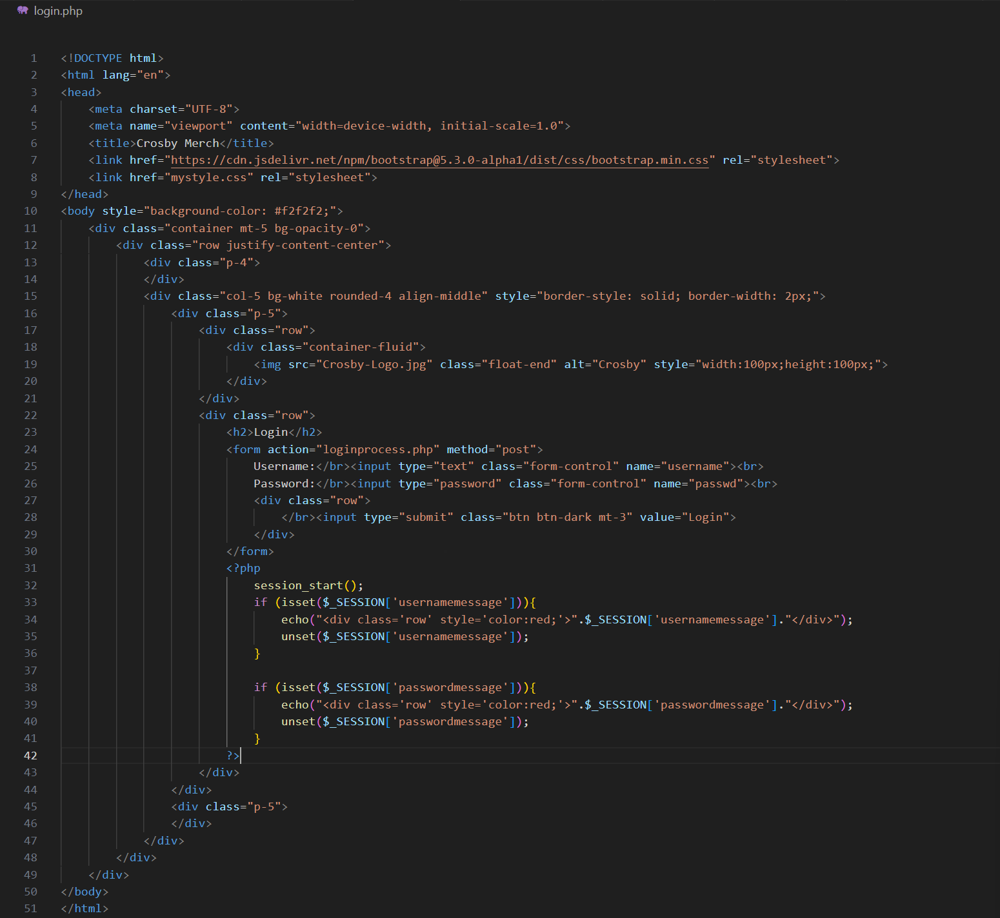 login.php
1 <!DOCTYPE html>
2 <html lang="en">
3 <head>
4     <meta charset="UTF-8">
5     <meta name="viewport" content="width=device-width, initial-scale=1.0">
6     <title>Crosby Merch</title>
7     <link href="https://cdn.jsdelivr.net/npm/bootstrap@5.3.0-alpha1/dist/css/bootstrap.min.css" rel="stylesheet">
8     <link href="mystyle.css" rel="stylesheet">
9 </head>
10 <body style="background-color: #f2f2f2;">
11     <div class="container mt-5 bg-opacity-0">
12         <div class="row justify-content-center">
13             <div class="p-4">
14             </div>
15             <div class="col-5 bg-white rounded-4 align-middle" style="border-style: solid; border-width: 2px;">
16                 <div class="p-5">
17                     <div class="row">
18                         <div class="container-fluid">
19                             <img src="Crosby-Logo.jpg" class="float-end" alt="Crosby" style="width:100px;height:100px;">
20                         </div>
21                     </div>
22                     <div class="row">
23                         <h2>Login</h2>
24                         <form action="loginprocess.php" method="post">
25                             Username:</br><input type="text" class="form-control" name="username"><br>
26                             Password:</br><input type="password" class="form-control" name="passwd"><br>
27                             <div class="row">
28                                 </br><input type="submit" class="btn btn-dark mt-3" value="Login">
29                             </div>
30                         </form>
31                         <?php
32                             session_start();
33                             if (isset($_SESSION['usernamemessage'])){
34                                 echo("<div class='row' style='color:red;'>".$_SESSION['usernamemessage']."</div>");
35                                 unset($_SESSION['usernamemessage']);
36                             }
37
38                             if (isset($_SESSION['passwordmessage'])){
39                                 echo("<div class='row' style='color:red;'>".$_SESSION['passwordmessage']."</div>");
40                                 unset($_SESSION['passwordmessage']);
41                             }
42                         ?>
43                     </div>
44                 </div>
45                 <div class="p-5">
46                 </div>
47             </div>
48         </div>
49     </div>
50 </body>
51 </html>